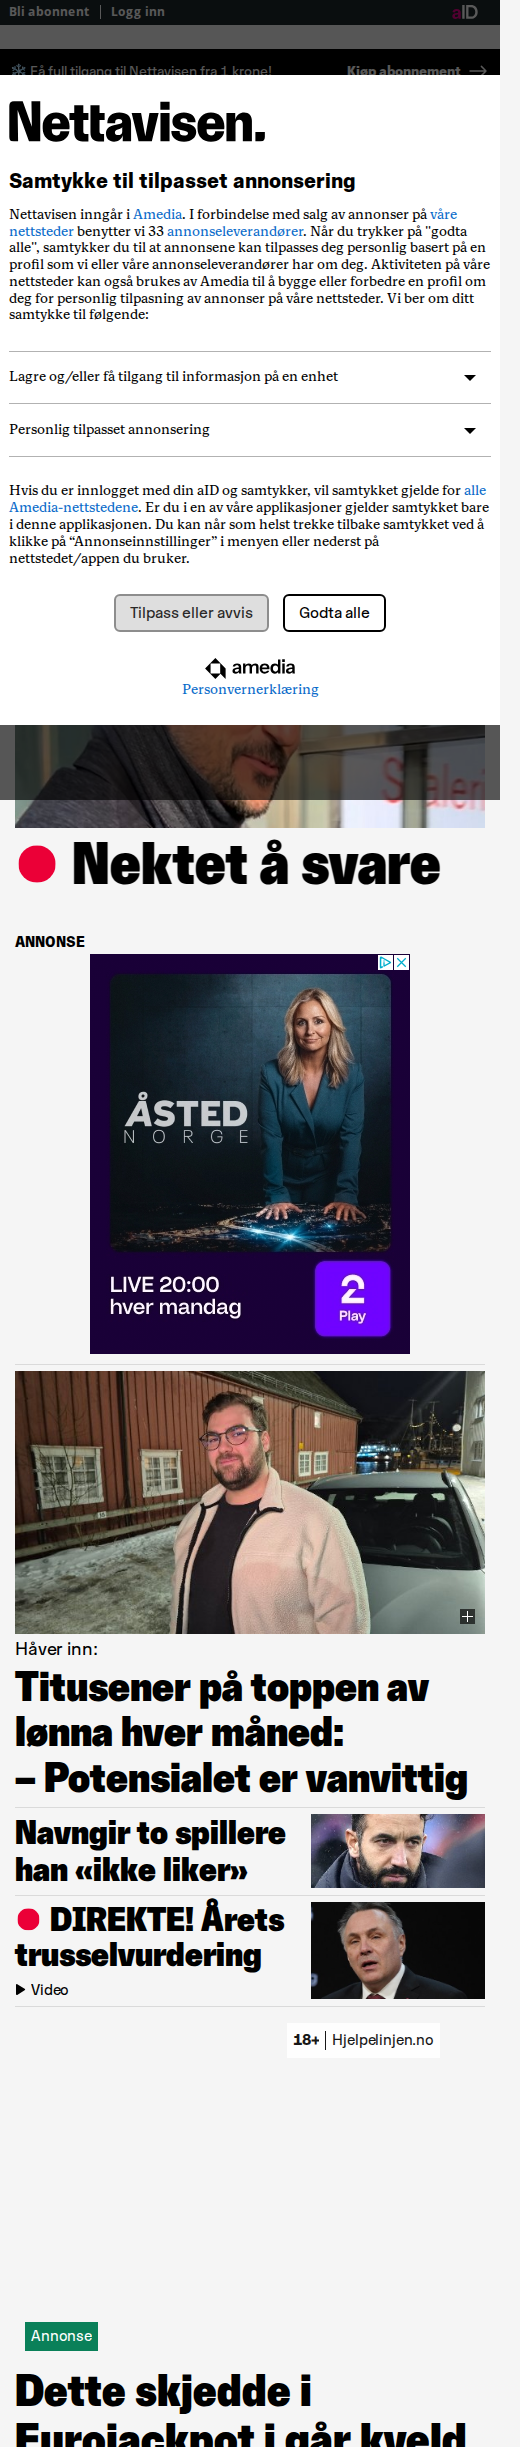 Bli abonnent
Logg inn
aID
Få full tilgang til Nettavisen fra 1 krone!
Kjøp abonnement
Nettavisen.
Samtykke til tilpasset annonsering
Nettavisen inngår i Amedia. I forbindelse med salg av annonser på våre
nettsteder benytter vi 33 annonseleverandører. Når du trykker på "godta
alle", samtykker du til at annonsene kan tilpasses deg personlig basert på en
profil som vi eller våre annonseleverandører har om deg. Aktiviteten på våre
nettsteder kan også brukes av Amedia til å bygge eller forbedre en profil om
deg for personlig tilpasning av annonser på våre nettsteder. Vi ber om ditt
samtykke til følgende:
Lagre og/eller få tilgang til informasjon på en enhet
Personlig tilpasset annonsering
Hvis du er innlogget med din aID og samtykker, vil samtykket gjelde for alle
Amedia-nettstedene. Er du i en av våre applikasjoner gjelder samtykket bare
i denne applikasjonen. Du kan når som helst trekke tilbake samtykket ved å
klikke på “Annonseinnstillinger” i menyen eller nederst på
nettstedet/appen du bruker.
Tilpass eller avvis
Godta alle
amedia
Personvernerklæring
Nektet å svare
ANNONSE
ÅSTED
NORGE
LIVE 20:00
hver mandag
2
Play
Håver inn:
Titusener på toppen av
lønna hver måned:
– Potensialet er vanvittig
Navngir to spillere
han «ikke liker»
DIREKTE! Årets
trusselvurdering
Video
18+ | Hjelpelinjen.no
Annonse
Dette skjedde i
Eurojackpot i går kveld